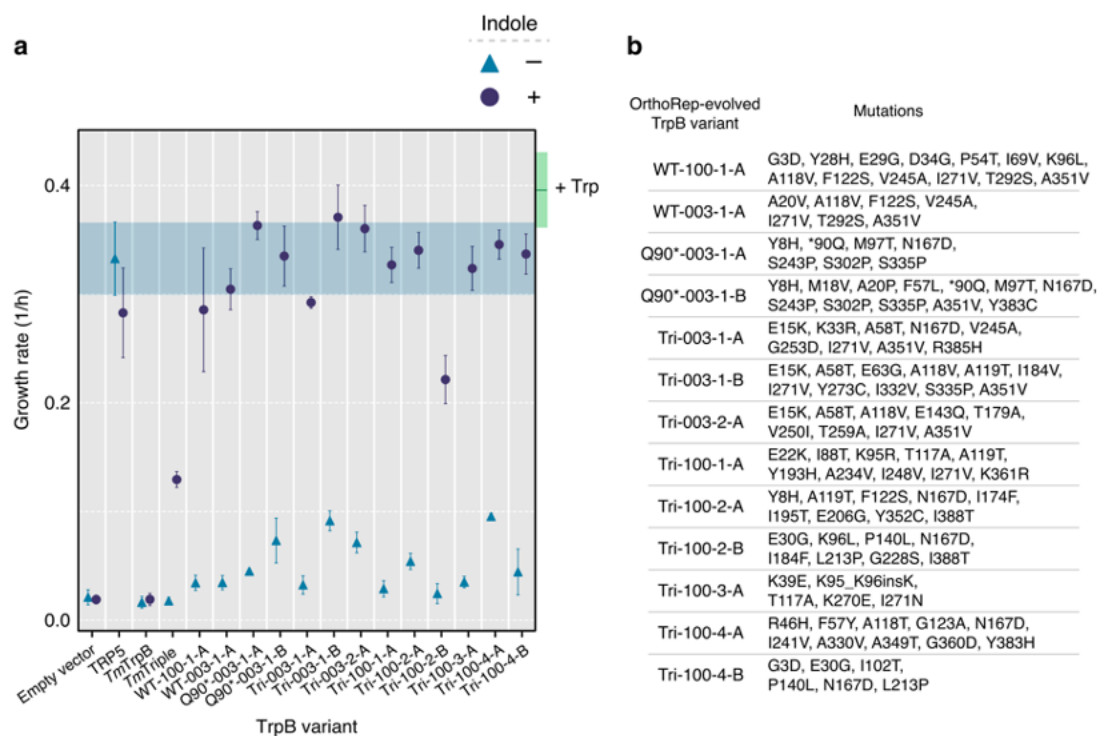 a
Indole
−
+
0.4
0.2
0.0
Growth rate (1/h)
+ Trp
Empty vector
TRP5
TmTrpB
TmTriple
WT-100-1-A
WT-003-1-A
Q90*-003-1-A
Q90*-003-1-B
Tri-003-1-A
Tri-003-1-B
Tri-003-2-A
Tri-100-1-A
Tri-100-2-A
Tri-100-2-B
Tri-100-3-A
Tri-100-4-A
Tri-100-4-B
TrpB variant
b
OrthoRep-evolved
TrpB variant
Mutations
WT-100-1-A
G3D, Y28H, E29G, D34G, P54T, I69V, K96L,
A118V, F122S, V245A, I271V, T292S, A351V
WT-003-1-A
A20V, A118V, F122S, V245A,
I271V, T292S, A351V
Q90*-003-1-A
Y8H, *90Q, M97T, N167D,
S243P, S302P, S335P
Q90*-003-1-B
Y8H, M18V, A20P, F57L, *90Q, M97T, N167D,
S243P, S302P, S335P, A351V, Y383C
Tri-003-1-A
E15K, K33R, A58T, N167D, V245A,
G253D, I271V, A351V, R385H
Tri-003-1-B
E15K, A58T, E63G, A118V, A119T, I184V,
I271V, Y273C, I332V, S335P, A351V
Tri-003-2-A
E15K, A58T, A118V, E143Q, T179A,
V250I, T259A, I271V, A351V
Tri-100-1-A
E22K, I88T, K95R, T117A, A119T,
Y193H, A234V, I248V, I271V, K361R
Tri-100-2-A
Y8H, A119T, F122S, N167D, I174F,
I195T, E206G, Y352C, I388T
Tri-100-2-B
E30G, K96L, P140L, N167D,
I184F, L213P, G228S, I388T
Tri-100-3-A
K39E, K95_K96insK,
T117A, K270E, I271N
Tri-100-4-A
R46H, F57Y, A118T, G123A, N167D,
I241V, A330V, A349T, G360D, Y383H
Tri-100-4-B
G3D, E30G, I102T,
P140L, N167D, L213P